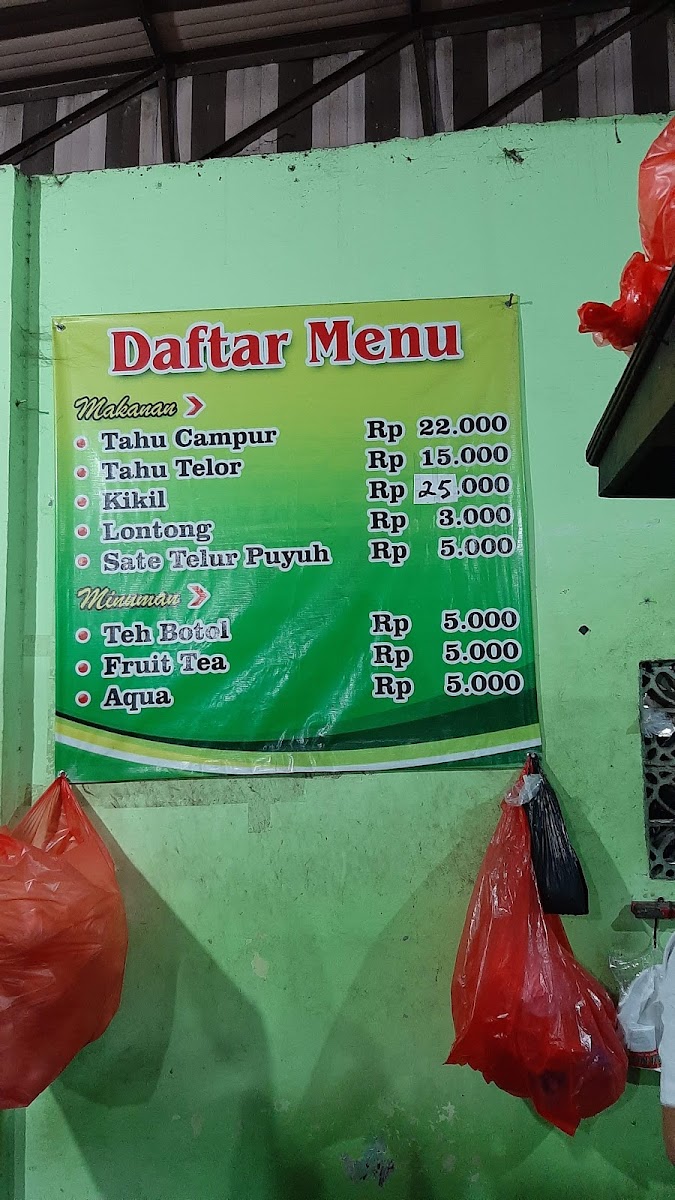 Daftar Menu
Makanan
Tahu Campur Rp 22.000
Tahu Telor Rp 15.000
Kikil Rp 25.000
Lontong Rp 3.000
Sate Telur Puyuh Rp 5.000
Minuman
Teh Botol Rp 5.000
Fruit Tea Rp 5.000
Aqua Rp 5.000